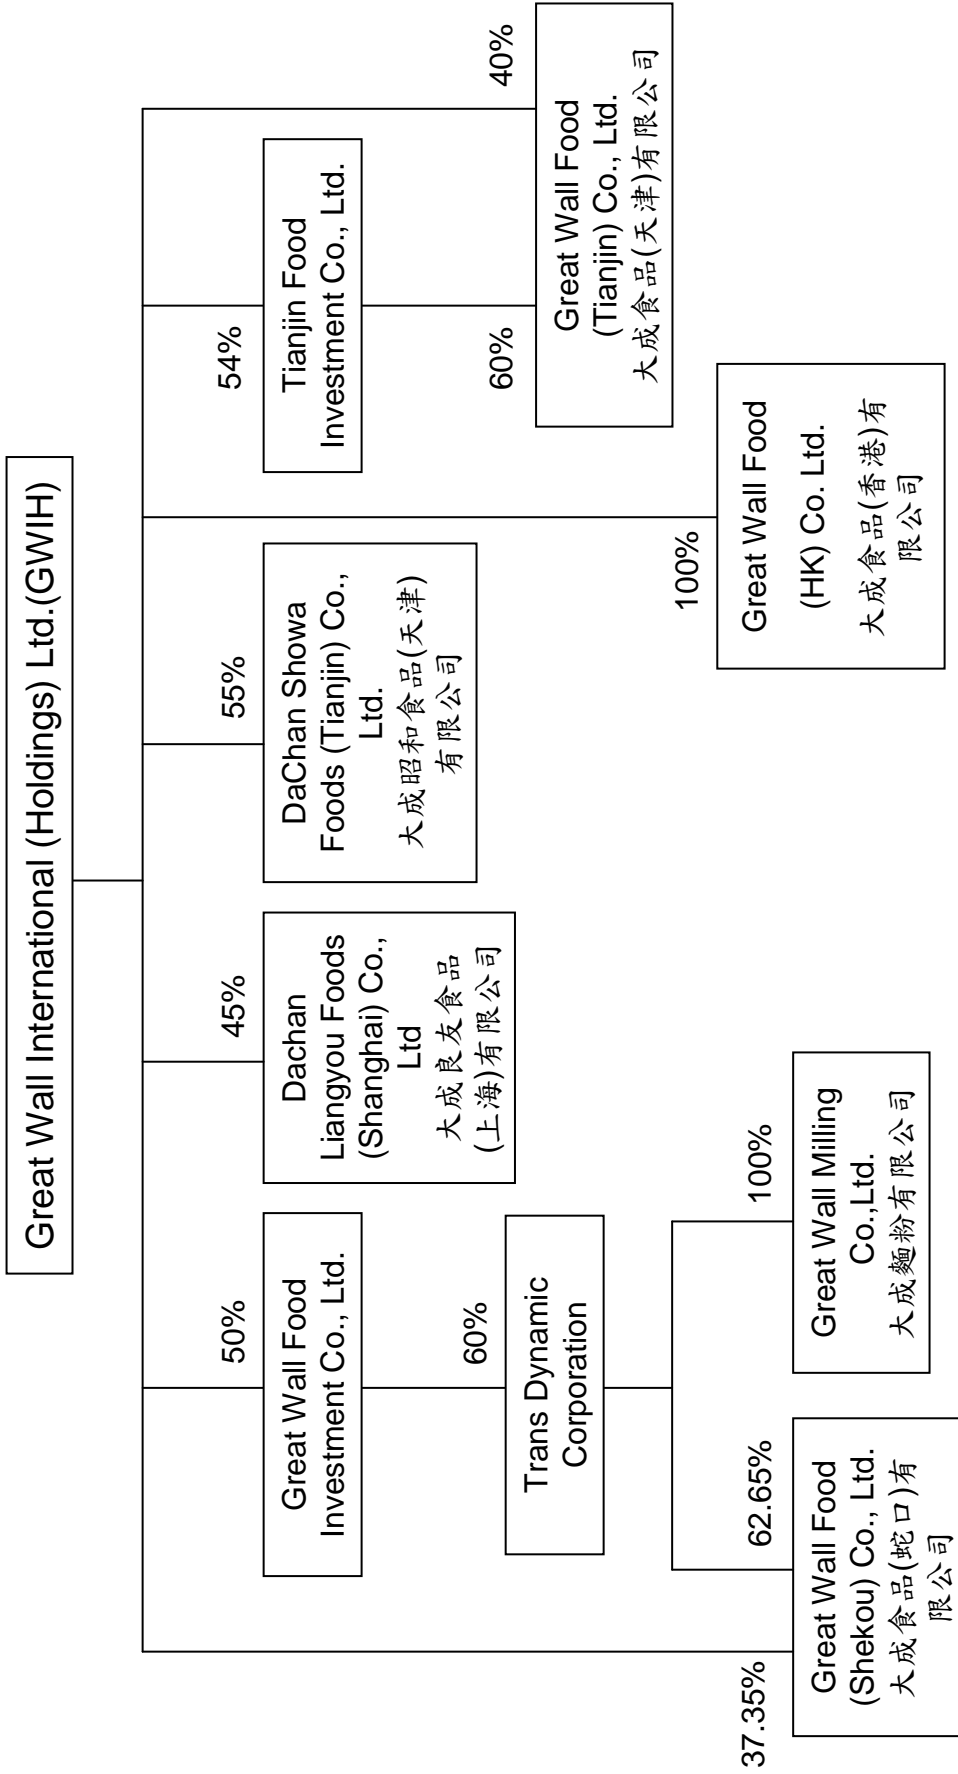 Great Wall International (Holdings) Ltd.(GWIH)
50%
45%
55%
54%
Great Wall Food
Investment Co., Ltd.
Dachan
Liangyou Foods
(Shanghai) Co.,
Ltd
大成良友食品
(上海)有限公司
DaChan Showa
Foods (Tianjin) Co.,
Ltd.
大成昭和食品(天津)
有限公司
Tianjin Food
Investment Co., Ltd.
60%
60%
40%
Trans Dynamic
Corporation
Great Wall Food
(Tianjin) Co., Ltd.
大成食品(天津)有限公司
37.35%
62.65%
100%
100%
Great Wall Food
(Shekou) Co., Ltd.
大成食品(蛇口)有
限公司
Great Wall Milling
Co.,Ltd.
大成麵粉有限公司
Great Wall Food
(HK) Co. Ltd.
大成食品(香港)有
限公司